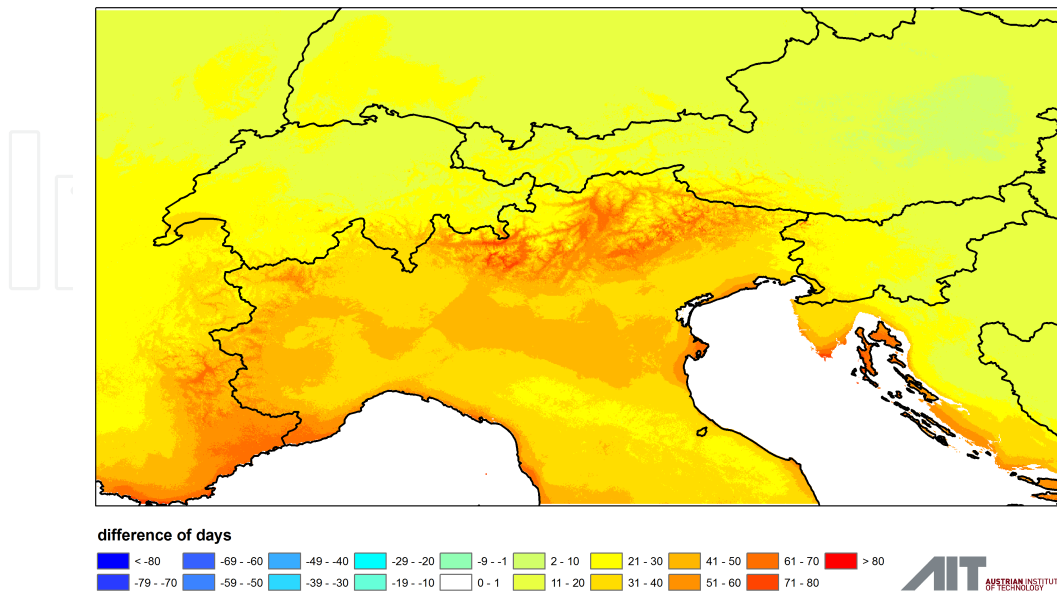 difference of days
< -80 -69 - -60 -49 - -40 -29 - -20 -9 - -1 2 - 10 21 - 30 41 - 50 61 - 70 > 80
-79 - -70 -59 - -50 -39 - -30 -19 - -10 0 - 1 11 - 20 31 - 40 51 - 60 71 - 80
AIT
AUSTRIAN INSTITUT
OF TECHNOLOGY